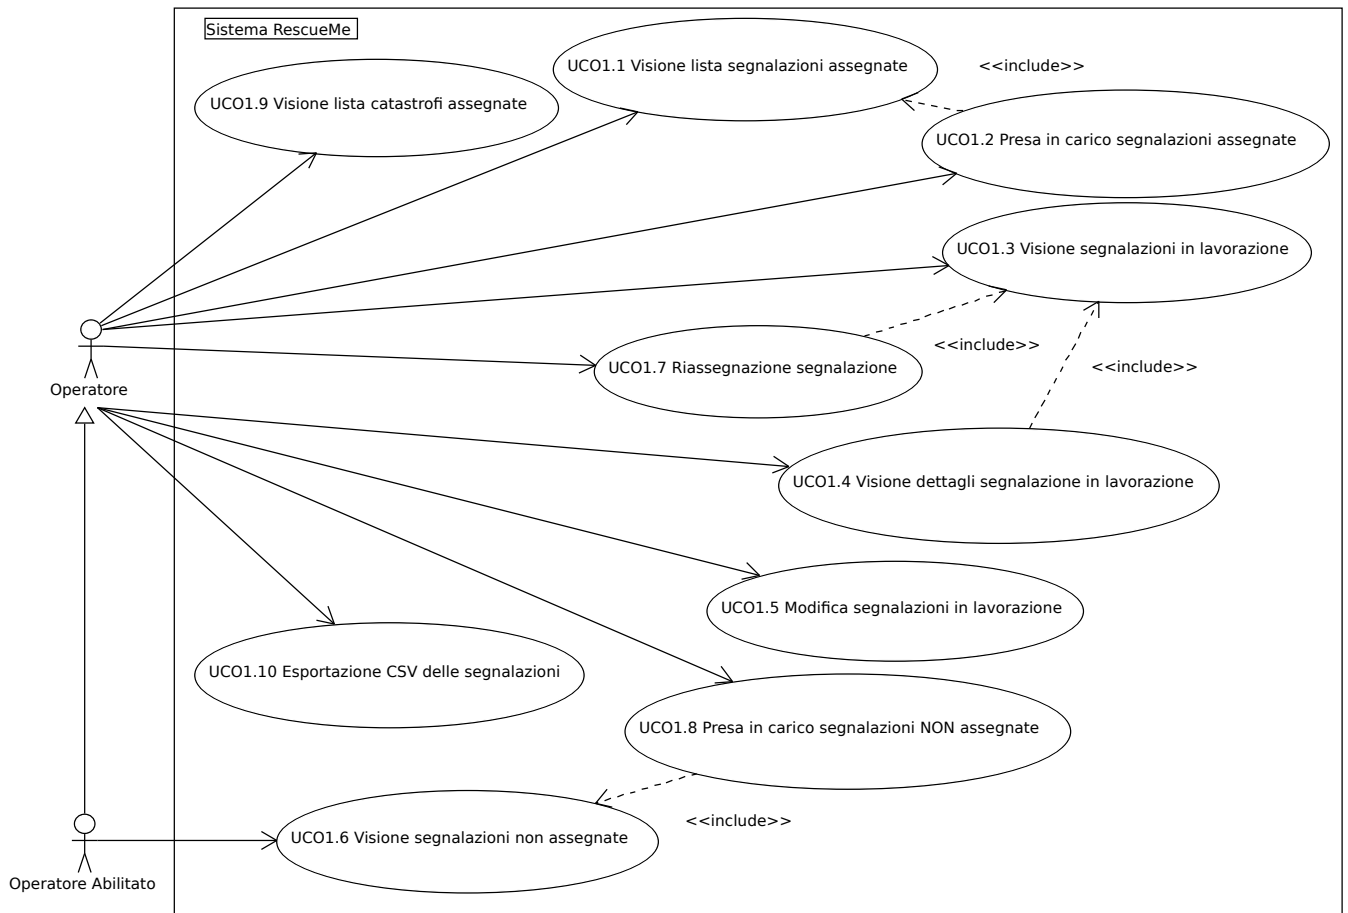 Sistema RescueMe
UCO1.1 Visione lista segnalazioni assegnate
<<include>>
UCO1.9 Visione lista catastrofi assegnate
UCO1.2 Presa in carico segnalazioni assegnate
UCO1.3 Visione segnalazioni in lavorazione
<<include>>
UCO1.7 Riassegnazione segnalazione
<<include>>
Operatore
UCO1.4 Visione dettagli segnalazione in lavorazione
UCO1.5 Modifica segnalazioni in lavorazione
UCO1.10 Esportazione CSV delle segnalazioni
UCO1.8 Presa in carico segnalazioni NON assegnate
<<include>>
UCO1.6 Visione segnalazioni non assegnate
Operatore Abilitato